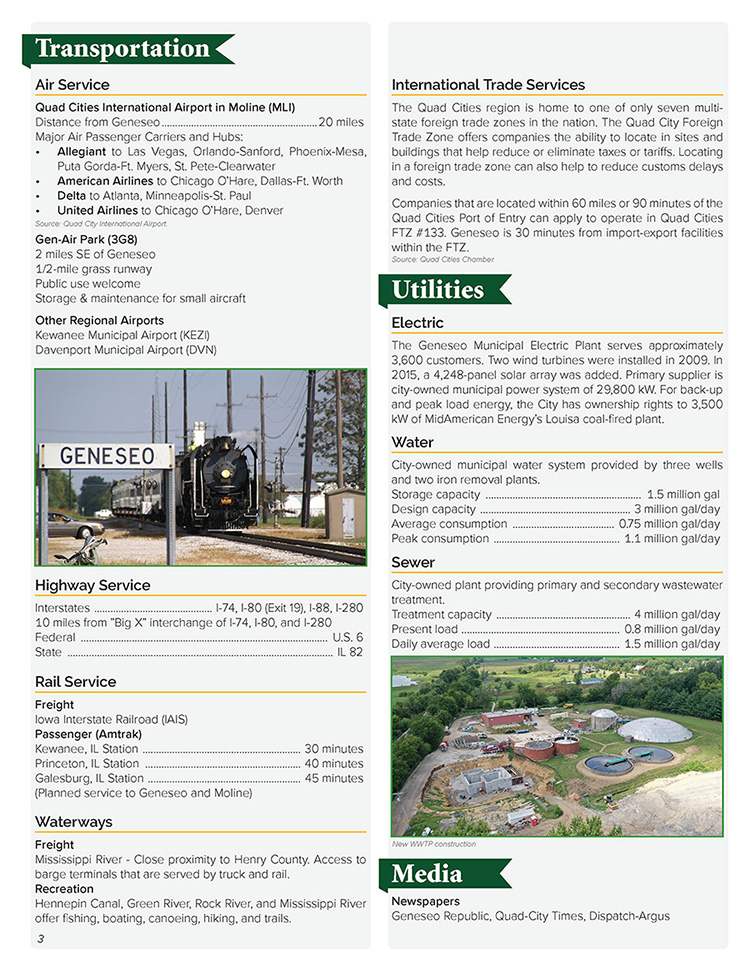 Transportation
Air Service
Quad Cities International Airport in Moline (MLI)
Distance from Geneseo............................................................20 miles
Major Air Passenger Carriers and Hubs:
• Allegiant to Las Vegas, Orlando-Sanford, Phoenix-Mesa,
Puta Gorda-Ft. Myers, St. Pete-Clearwater
• American Airlines to Chicago O'Hare, Dallas-Ft. Worth
• Delta to Atlanta, Minneapolis-St. Paul
• United Airlines to Chicago O'Hare, Denver
Source: Quad City International Airport.
Gen-Air Park (3G8)
2 miles SE of Geneseo
1/2-mile grass runway
Public use welcome
Storage & maintenance for small aircraft
Other Regional Airports
Kewanee Municipal Airport (KEZI)
Davenport Municipal Airport (DVN)
GENESEO
Highway Service
Interstates .......................................... I-74, I-80 (Exit 19), I-88, I-280
10 miles from "Big X" interchange of I-74, I-80, and I-280
Federal ........................................................................................ U.S. 6
State .............................................................................................. IL 82
Rail Service
Freight
Iowa Interstate Railroad (IAIS)
Passenger (Amtrak)
Kewanee, IL Station ........................................................ 30 minutes
Princeton, IL Station ....................................................... 40 minutes
Galesburg, IL Station ...................................................... 45 minutes
(Planned service to Geneseo and Moline)
Waterways
Freight
Mississippi River - Close proximity to Henry County. Access to
barge terminals that are served by truck and rail.
Recreation
Hennepin Canal, Green River, Rock River, and Mississippi River
offer fishing, boating, canoeing, hiking, and trails.
3
International Trade Services
The Quad Cities region is home to one of only seven multi-
state foreign trade zones in the nation. The Quad City Foreign
Trade Zone offers companies the ability to locate in sites and
buildings that help reduce or eliminate taxes or tariffs. Locating
in a foreign trade zone can also help to reduce customs delays
and costs.
Companies that are located within 60 miles or 90 minutes of the
Quad Cities Port of Entry can apply to operate in Quad Cities
FTZ #133. Geneseo is 30 minutes from import-export facilities
within the FTZ.
Source: Quad Cities Chamber.
Utilities
Electric
The Geneseo Municipal Electric Plant serves approximately
3,600 customers. Two wind turbines were installed in 2009. In
2015, a 4,248-panel solar array was added. Primary supplier is
city-owned municipal power system of 29,800 kW. For back-up
and peak load energy, the City has ownership rights to 3,500
kW of MidAmerican Energy's Louisa coal-fired plant.
Water
City-owned municipal water system provided by three wells
and two iron removal plants.
Storage capacity ....................................................... 1.5 million gal
Design capacity ................................................... 3 million gal/day
Average consumption .................................... 0.75 million gal/day
Peak consumption ............................................. 1.1 million gal/day
Sewer
City-owned plant providing primary and secondary wastewater
treatment.
Treatment capacity ............................................... 4 million gal/day
Present load ........................................................ 0.8 million gal/day
Daily average load ............................................. 1.5 million gal/day
New WWTP construction
Media
Newspapers
Geneseo Republic, Quad-City Times, Dispatch-Argus